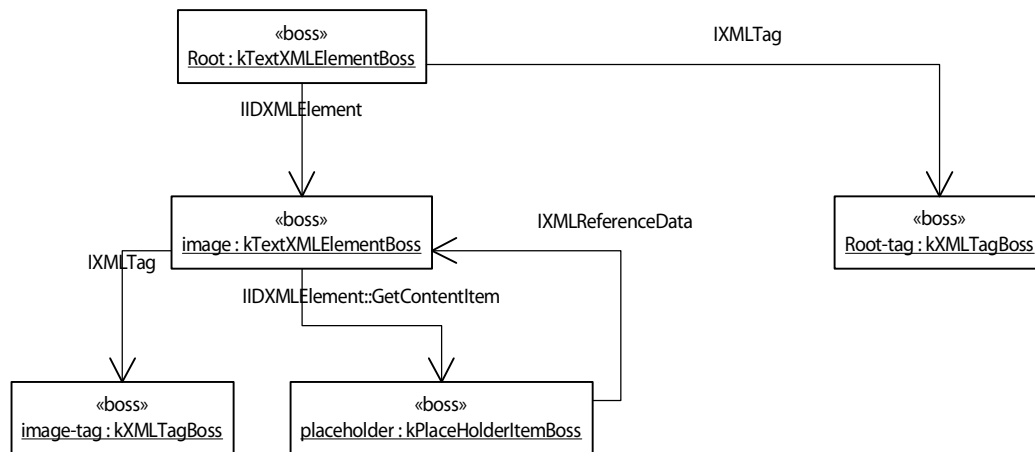 «boss»
Root : kTextXMLElementBoss
IXMLTag
IIDXMLElement
«boss»
image : kTextXMLElementBoss
IXMLReferenceData
«boss»
Root-tag : kXMLTagBoss
IXMLTag
IIDXMLElement::GetContentItem
«boss»
image-tag : kXMLTagBoss
«boss»
placeholder : kPlaceHolderItemBoss